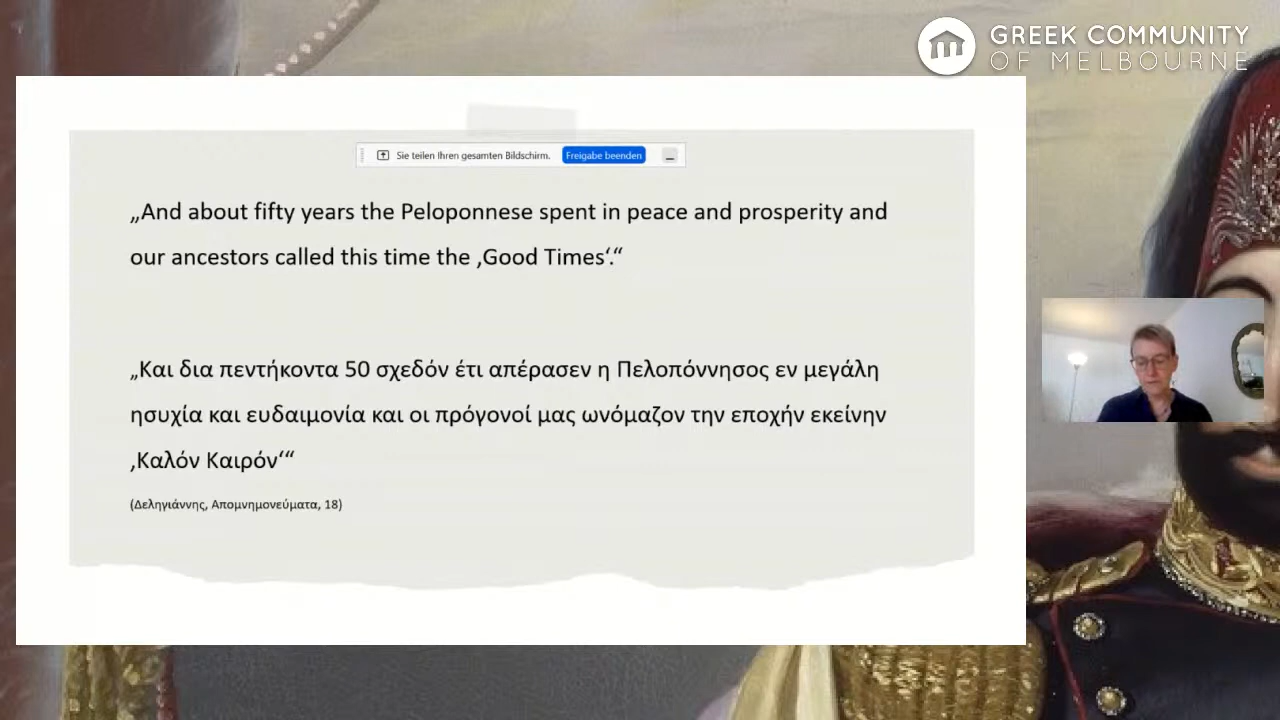 GREEK COMMUNITY
OF MELBOURNE
Sie teilen Ihren gesamten Bildschirm. Freigabe beenden
„And about fifty years the Peloponnese spent in peace and prosperity and
our ancestors called this time the ‚Good Times‘.“
„Και δια πεντήκοντα 50 σχεδόν έτι απέρασεν η Πελοπόννησος εν μεγάλη
ησυχία και ευδαιμονία και οι πρόγονοί μας ωνόμαζον την εποχήν εκείνην
‚Καλόν Καιρόν‘“
(Δεληγιάννης, Απομνημονεύματα, 18)